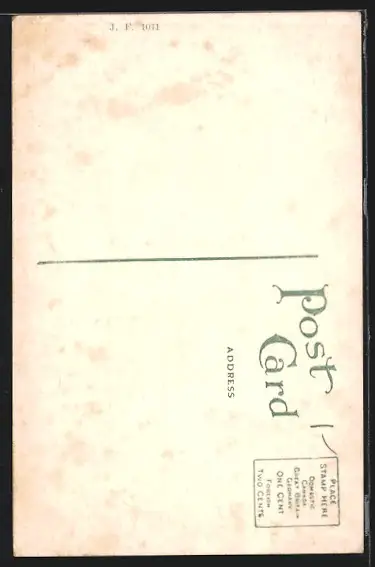 J. P. 1011
Post
Card
ADDRESS
PLACE
STAMP HERE
DOMESTIC
CANADA
GREAT BRITAIN
GERMANY
ONE CENT
FOREIGN
TWO CENTS